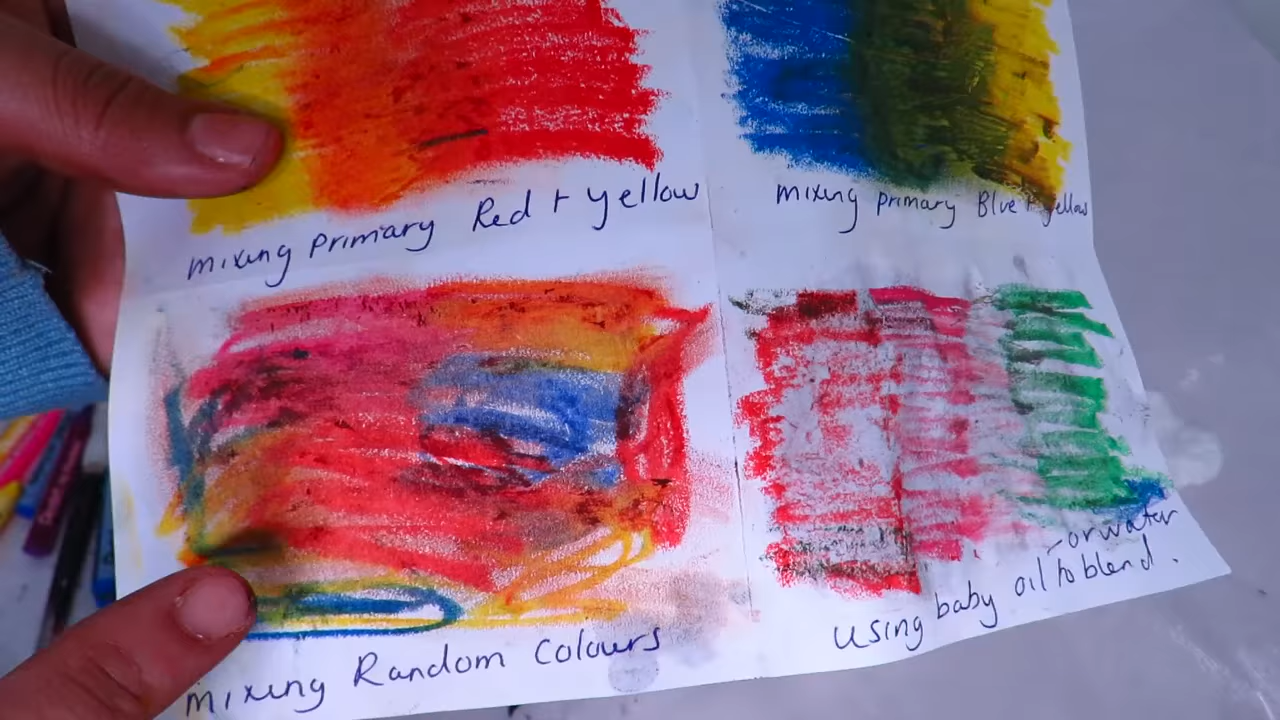 mixing primary Red + yellow
mixing primary Blue + yellow
mixing Random Colours
- or water
using baby oil to blend.